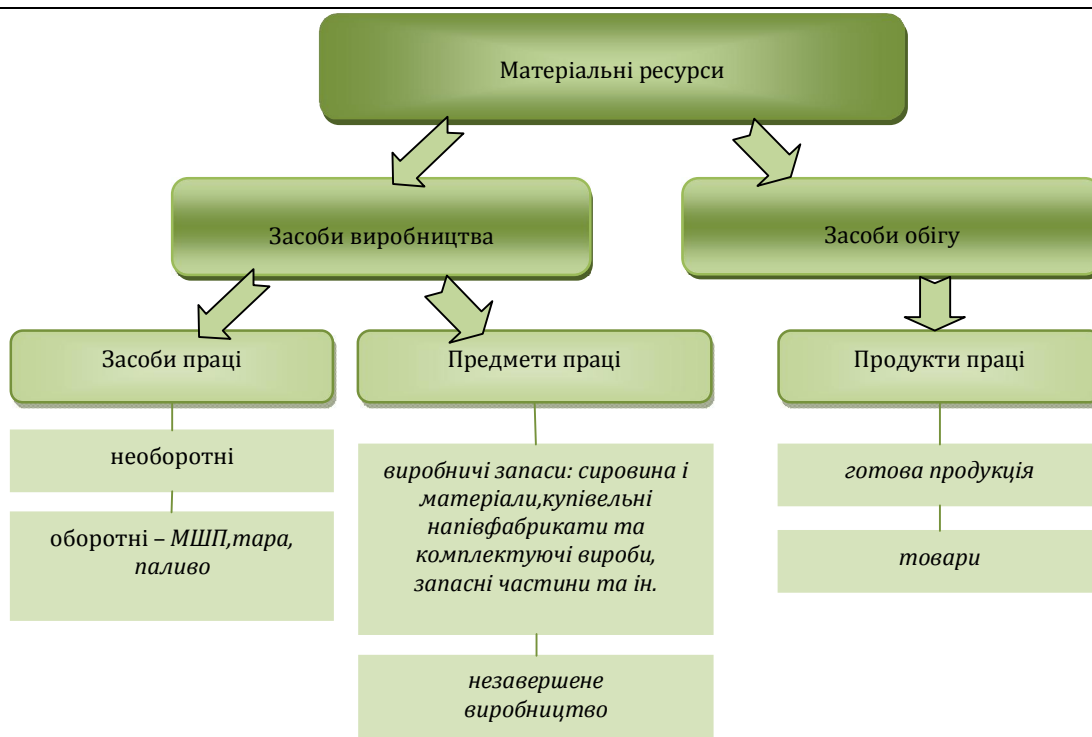 Матеріальні ресурси
Засоби виробництва
Засоби обігу
Засоби праці
Предмети праці
Продукти праці
необоротні
оборотні – МШП,тара,
паливо
виробничі запаси: сировина і
матеріали,купівельні
напівфабрикати та
комплектуючі вироби,
запасні частини та ін.
незавершене
виробництво
готова продукція
товари